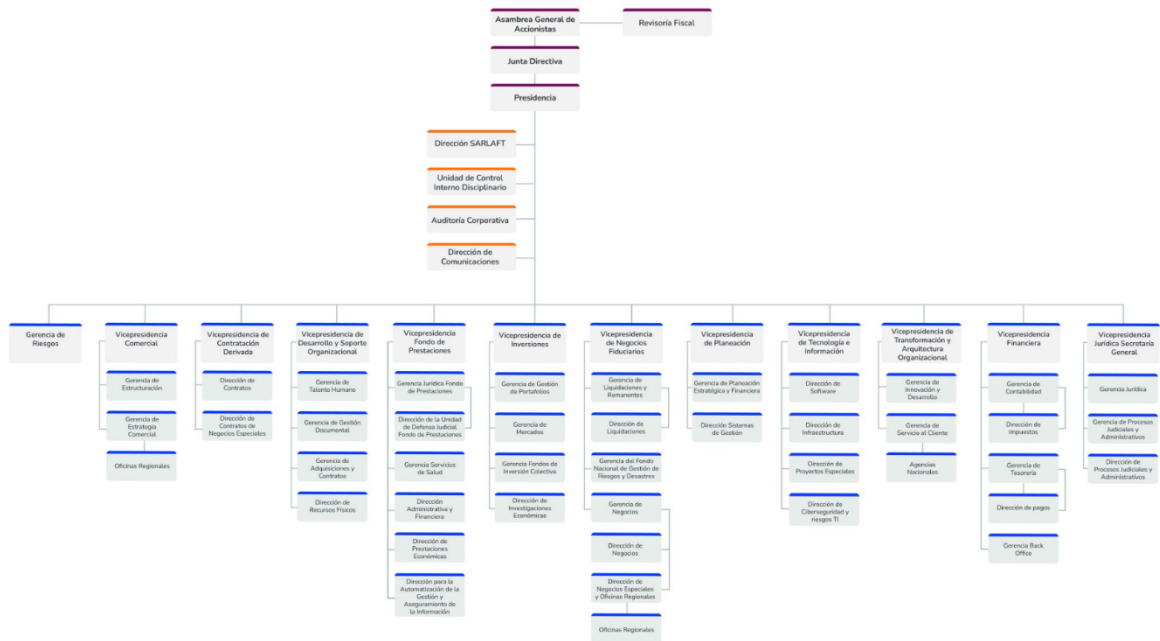 Asambrea General de
Accionistas
Revisoría Fiscal
Junta Directiva
Presidencia
Dirección SARLAFT
Unidad de Control
Interno Disciplinario
Auditoría Corporativa
Dirección de
Comunicaciones
Gerencia de
Riesgos
Vicepresidencia
Comercial
Gerencia de
Estructuración
Gerencia de
Estrategia
Comercial
Oficinas Regionales
Vicepresidencia de
Contratación
Derivada
Dirección de
Contratos
Dirección de
Contratos de
Negocios Especiales
Vicepresidencia de
Desarrollo y Soporte
Organizacional
Gerencia de
Talento Humano
Gerencia de Gestión
Documental
Gerencia de
Adquisiciones y
Contratos
Dirección de
Recursos Físicos
Vicepresidencia
Fondo de
Prestaciones
Gerencia Jurídica Fondo
de Prestaciones
Dirección de la Unidad
de Defensa Judicial
Fondo de Prestaciones
Gerencia Servicios
de Salud
Dirección
Administrativa y
Financiera
Dirección de
Prestaciones
Económicas
Dirección para la
Automatización de la
Gestión y
Aseguramiento de
la Información
Vicepresidencia de
Inversiones
Gerencia de Gestión
de Portafolios
Gerencia de
Mercados
Gerencia Fondos de
Inversión Colectiva
Dirección de
Investigaciones
Económicas
Vicepresidencia
de Negocios
Fiduciarios
Gerencia de
Liquidaciones y
Remanentes
Dirección de
Liquidaciones
Gerencia del Fondo
Nacional de Gestión de
Riesgos y Desastres
Gerencia de
Negocios
Dirección de
Negocios
Dirección de
Negocios Especiales
y Oficinas Regionales
Oficinas Regionales
Vicepresidencia
de Planeación
Gerencia de Planeación
Estratégica y Financiera
Dirección Sistemas
de Gestión
Vicepresidencia
de Tecnología e
Información
Dirección de
Software
Dirección de
Infraestructura
Dirección de
Proyectos Especiales
Dirección de
Ciberseguridad y
riesgos TI
Vicepresidencia de
Transformación y
Arquitectura
Organizacional
Gerencia de
Innovación y
Desarrollo
Gerencia de
Servicio al Cliente
Agencias
Nacionales
Vicepresidencia
Financiera
Gerencia de
Contabilidad
Dirección de
Impuestos
Gerencia de
Tesorería
Dirección de pagos
Gerencia Back
Office
Vicepresidencia
Jurídica Secretaría
General
Gerencia Jurídica
Gerencia de Procesos
Judiciales y
Administrativos
Dirección de
Procesos Judiciales y
Administrativos